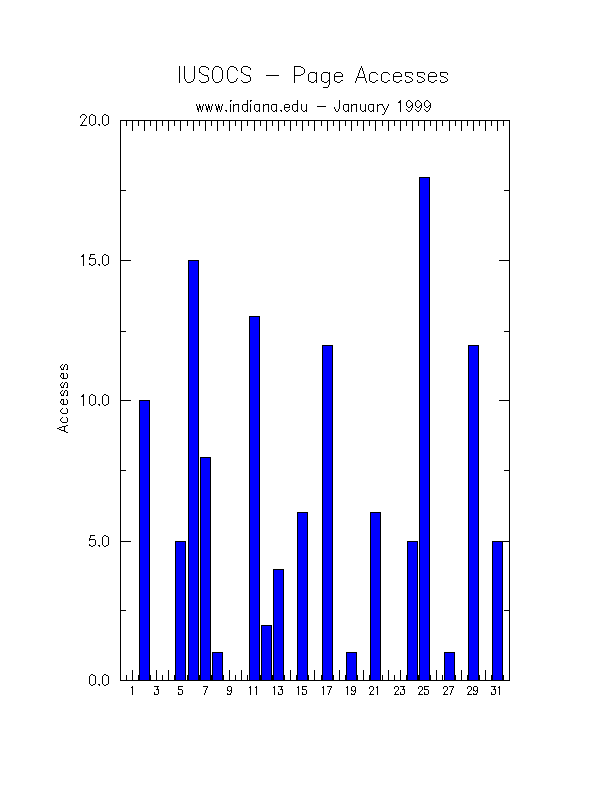 IUSOCS – Page Accesses
www.indiana.edu – January 1999
20.0
15.0
10.0
5.0
0.0
Accesses
1 3 5 7 9 11 13 15 17 19 21 23 25 27 29 31